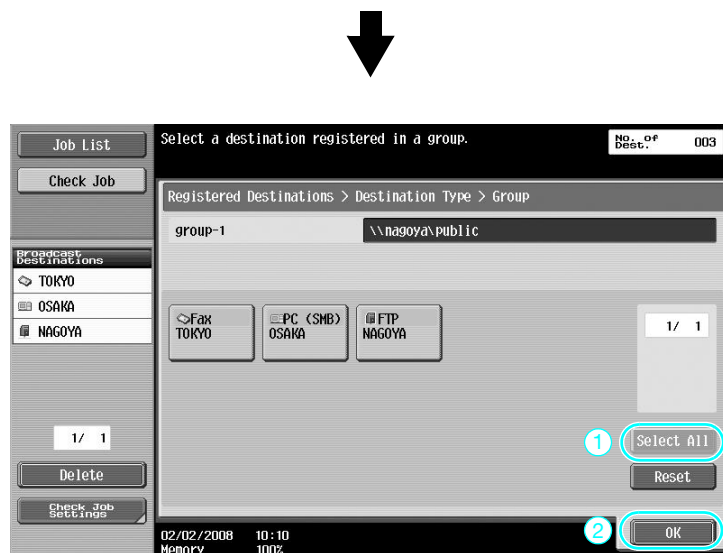 Job List
Check Job
Select a destination registered in a group.
No. of
Dest.
003
Registered Destinations > Destination Type > Group
group-1
\\nagoya\public
Broadcast
Destinations
TOKYO
OSAKA
NAGOYA
Fax
TOKYO
PC (SMB)
OSAKA
FTP
NAGOYA
1/ 1
1/ 1
1
Select All
Delete
Reset
Check Job
Settings
2
OK
02/02/2008 10:10
Memory 100%